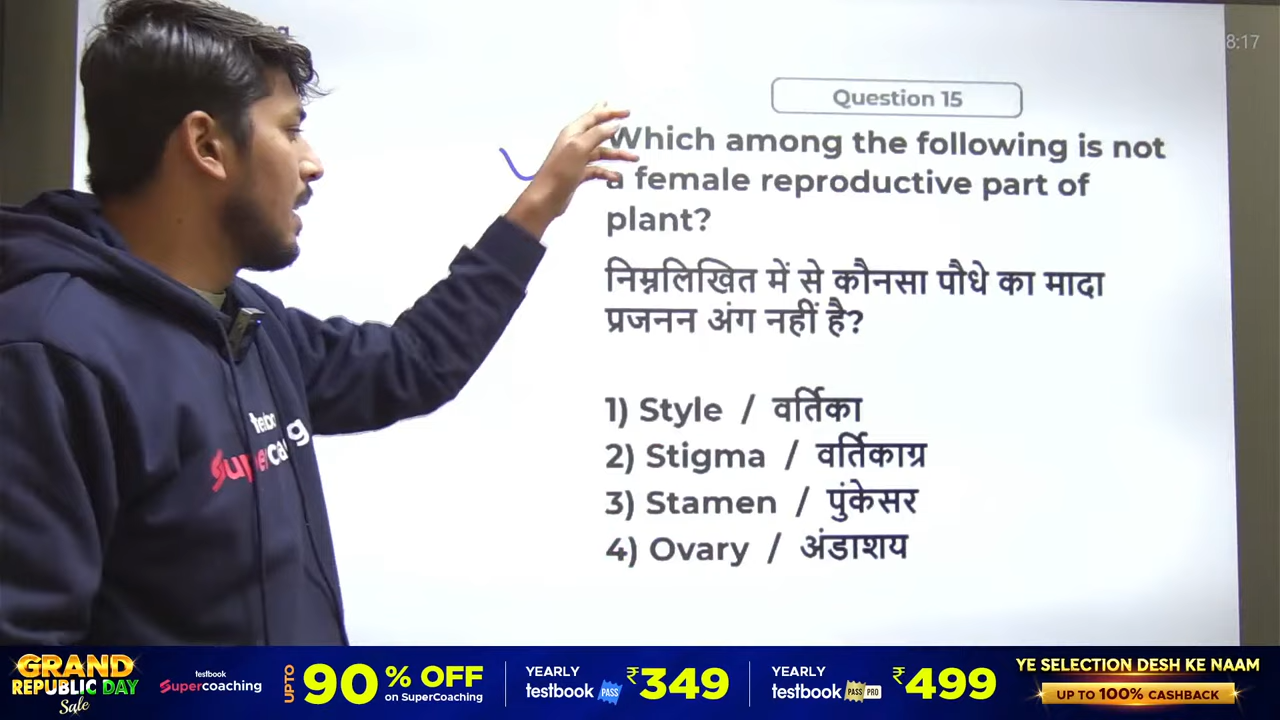 8:17
Question 15
Which among the following is not
a female reproductive part of
plant?
निम्नलिखित में से कौनसा पौधे का मादा
प्रजनन अंग नहीं है?
1) Style / वर्तिका
2) Stigma / वर्तिकाग्र
3) Stamen / पुंकेसर
4) Ovary / अंडाशय
GRAND
REPUBLIC DAY
Sale
testbook
Supercoaching
UPTO
90% OFF
on SuperCoaching
YEARLY
testbook PASS
₹349
YEARLY
testbook PASS PRO
₹499
YE SELECTION DESH KE NAAM
UP TO 100% CASHBACK